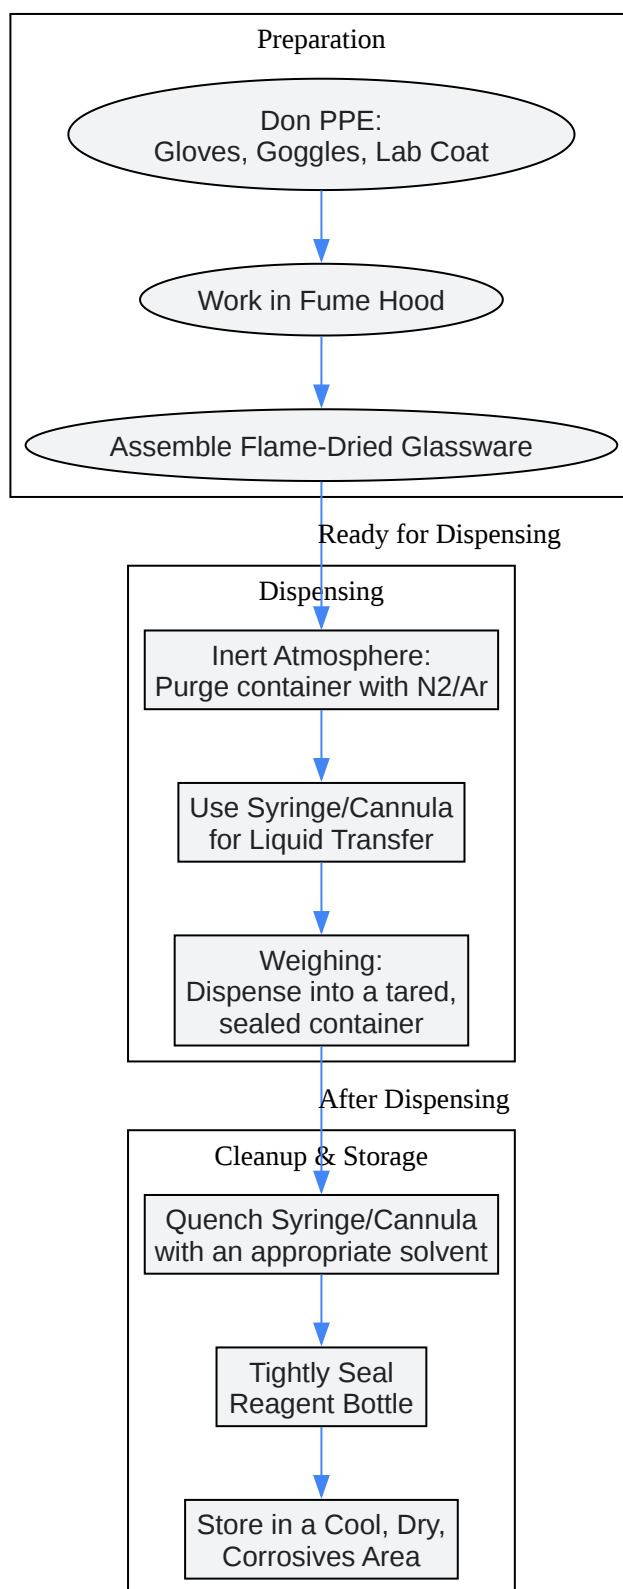 Preparation
Don PPE:
Gloves, Goggles, Lab Coat
Work in Fume Hood
Assemble Flame-Dried Glassware
Ready for Dispensing
Dispensing
Inert Atmosphere:
Purge container with N2/Ar
Use Syringe/Cannula
for Liquid Transfer
Weighing:
Dispense into a tared,
sealed container
After Dispensing
Cleanup & Storage
Quench Syringe/Cannula
with an appropriate solvent
Tightly Seal
Reagent Bottle
Store in a Cool, Dry,
Corrosives Area